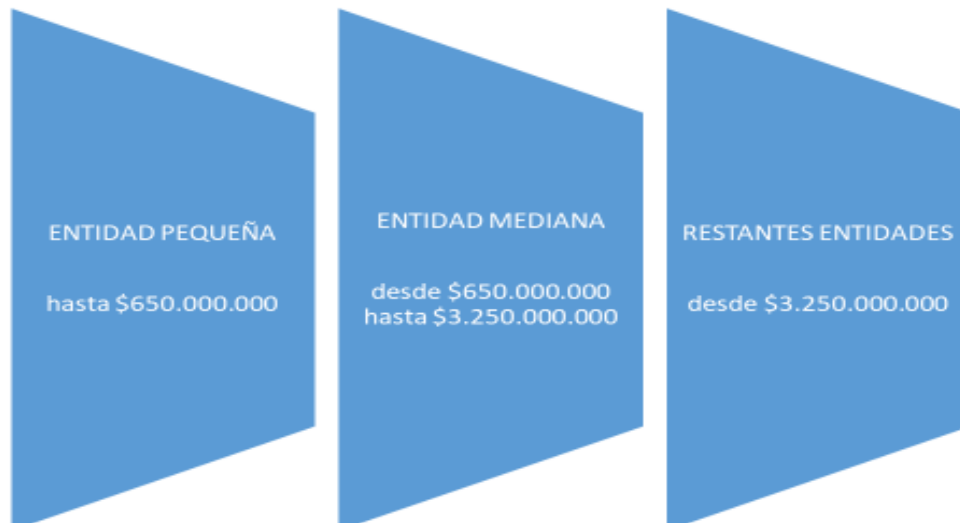 ENTIDAD PEQUEÑA
hasta $650.000.000
ENTIDAD MEDIANA
desde $650.000.000
hasta $3.250.000.000
RESTANTES ENTIDADES
desde $3.250.000.000